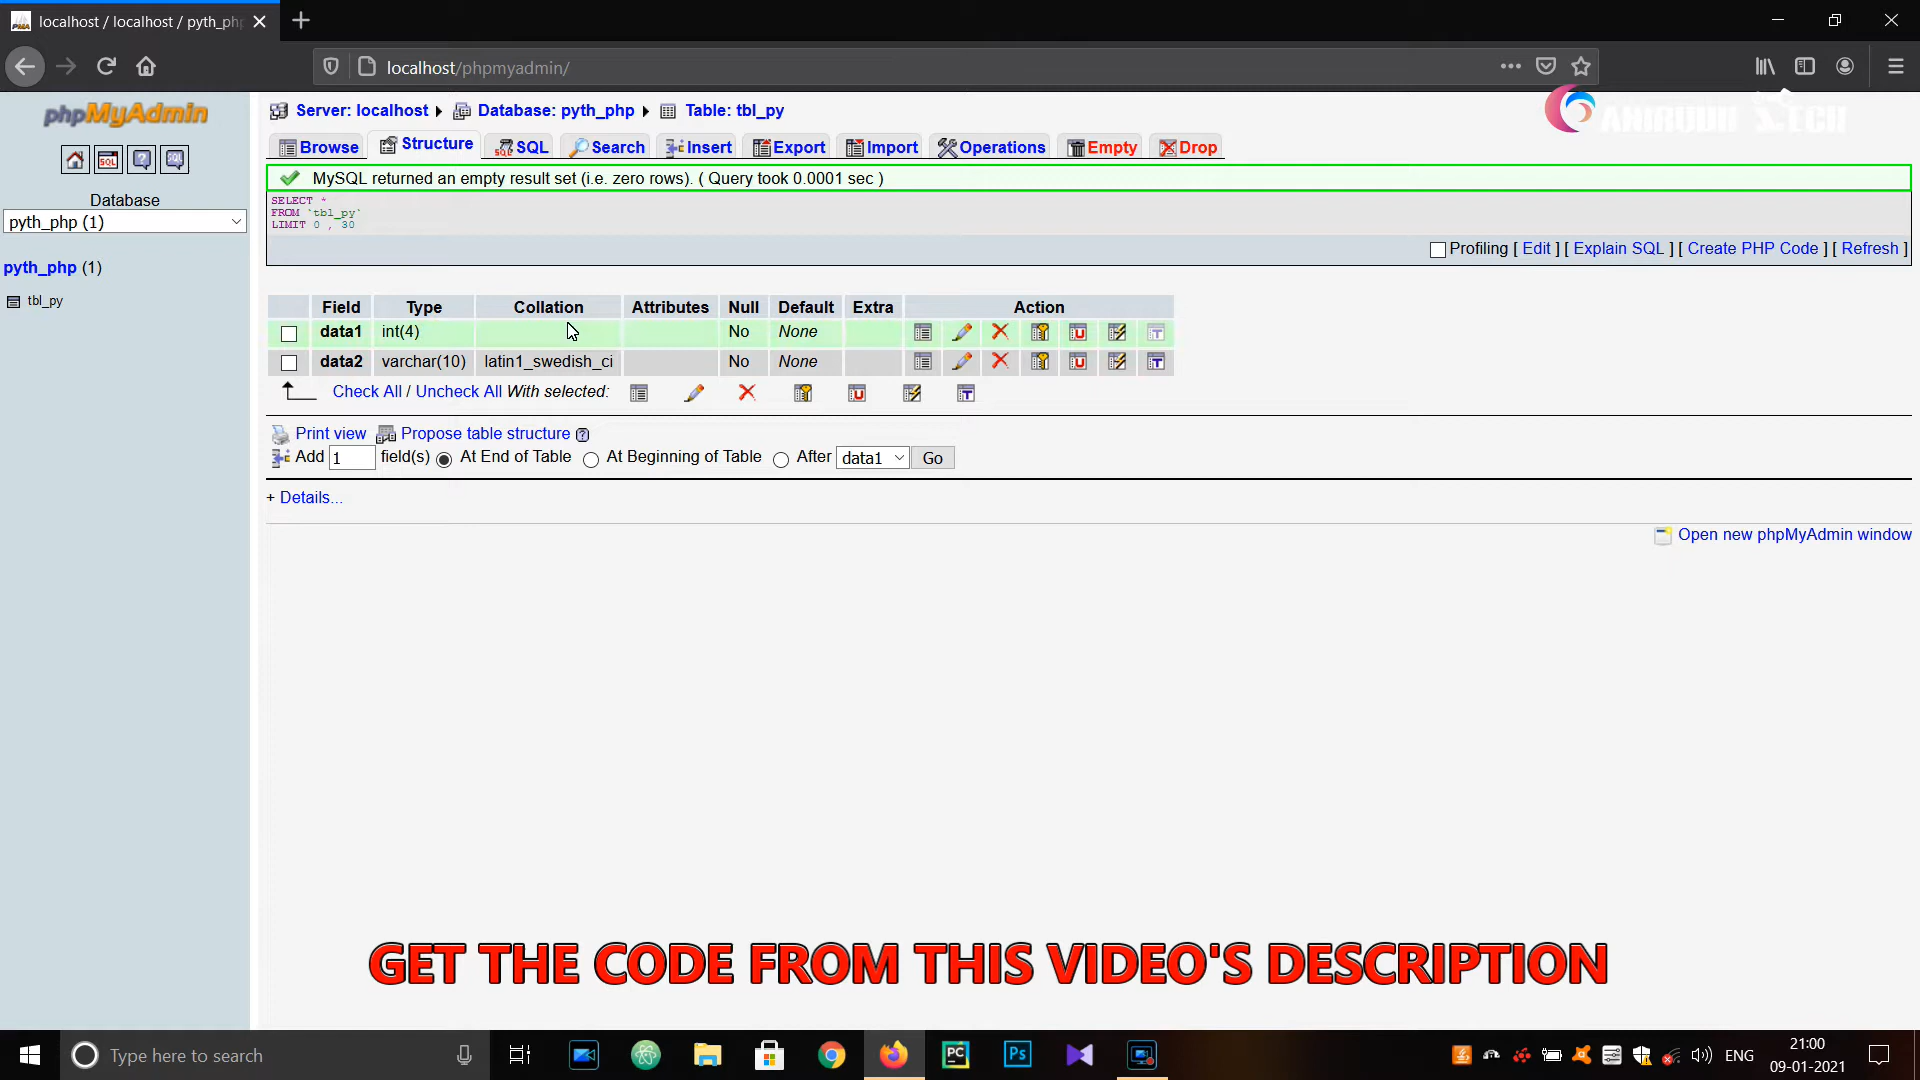 localhost / localhost / pyth_php
localhost/phpmyadmin/
phpMyAdmin
Database
pyth_php (1)
pyth_php (1)
tbl_py
Server: localhost
Database: pyth_php
Table: tbl_py
Browse
Structure
SQL
Search
Insert
Export
Import
Operations
Empty
Drop
MySQL returned an empty result set (i.e. zero rows). ( Query took 0.0001 sec )
SELECT *
FROM `tbl_py`
LIMIT 0 , 30
Profiling [ Edit ] [ Explain SQL ] [ Create PHP Code ] [ Refresh ]
Field Type Collation Attributes Null Default Extra Action
data1 int(4) No None
data2 varchar(10) latin1_swedish_ci No None
Check All / Uncheck All With selected:
Print view Propose table structure
Add 1 field(s) At End of Table At Beginning of Table After data1 Go
+ Details...
Open new phpMyAdmin window
GET THE CODE FROM THIS VIDEO'S DESCRIPTION
Type here to search
PC
Ps
ENG
21:00
09-01-2021